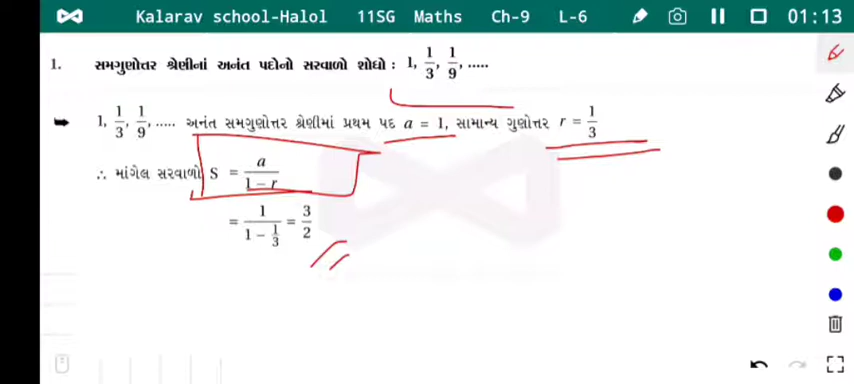 Kalarav school-Halol 11SG Maths Ch-9 L-6 01:13
1. સમગુણોત્તર શ્રેણીનાં અનંત પદોનો સરવાળો શોધો : 1, 1/3, 1/9, .....
1, 1/3, 1/9, ..... અનંત સમગુણોત્તર શ્રેણીમાં પ્રથમ પદ a = 1, સામાન્ય ગુણોત્તર r = 1/3
∴ માંગેલ સરવાળો S = a/(1 – r)
= 1/(1 – 1/3) = 3/2